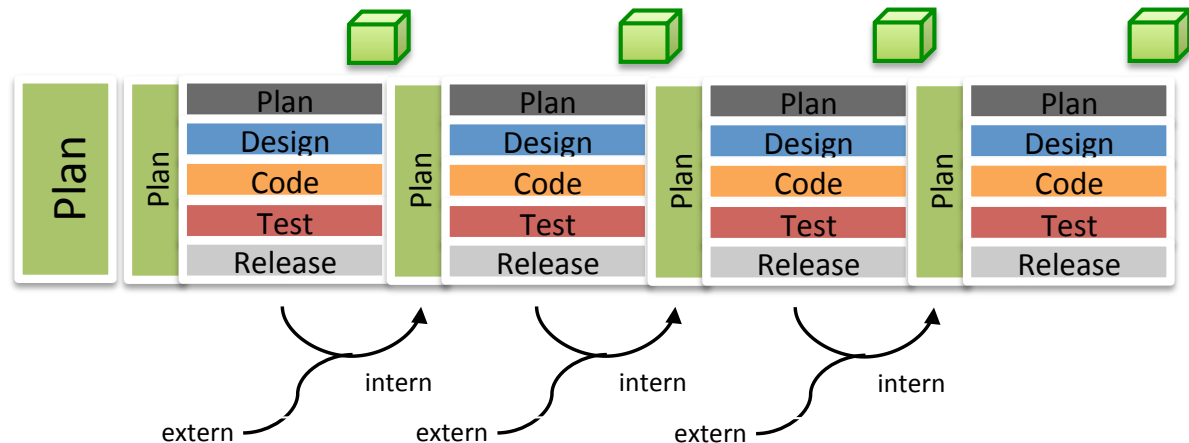 Plan
Plan
Plan
Design
Code
Test
Release
Plan
Plan
Design
Code
Test
Release
Plan
Plan
Design
Code
Test
Release
Plan
Plan
Design
Code
Test
Release
intern
extern
intern
extern
intern
extern